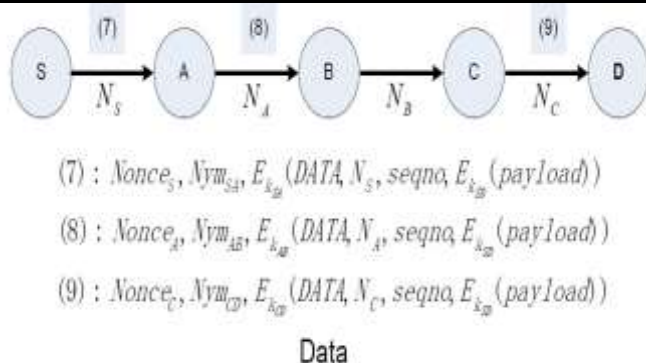 (7) (8) (9)
S A B C D
N_S N_A N_B N_C
(7) : Nonce_S, Nym_SA, E_k_SA(DATA, N_S, seqno, E_k_SD(payload))
(8) : Nonce_A, Nym_AB, E_k_AB(DATA, N_A, seqno, E_k_SD(payload))
(9) : Nonce_C, Nym_CD, E_k_CD(DATA, N_C, seqno, E_k_SD(payload))
Data